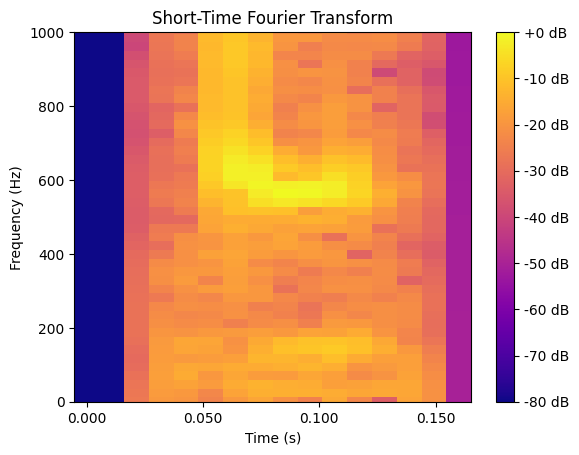 Short-Time Fourier Transform
Frequency (Hz)
1000
800
600
400
200
0
0.000
0.050
0.100
0.150
Time (s)
+0 dB
-10 dB
-20 dB
-30 dB
-40 dB
-50 dB
-60 dB
-70 dB
-80 dB